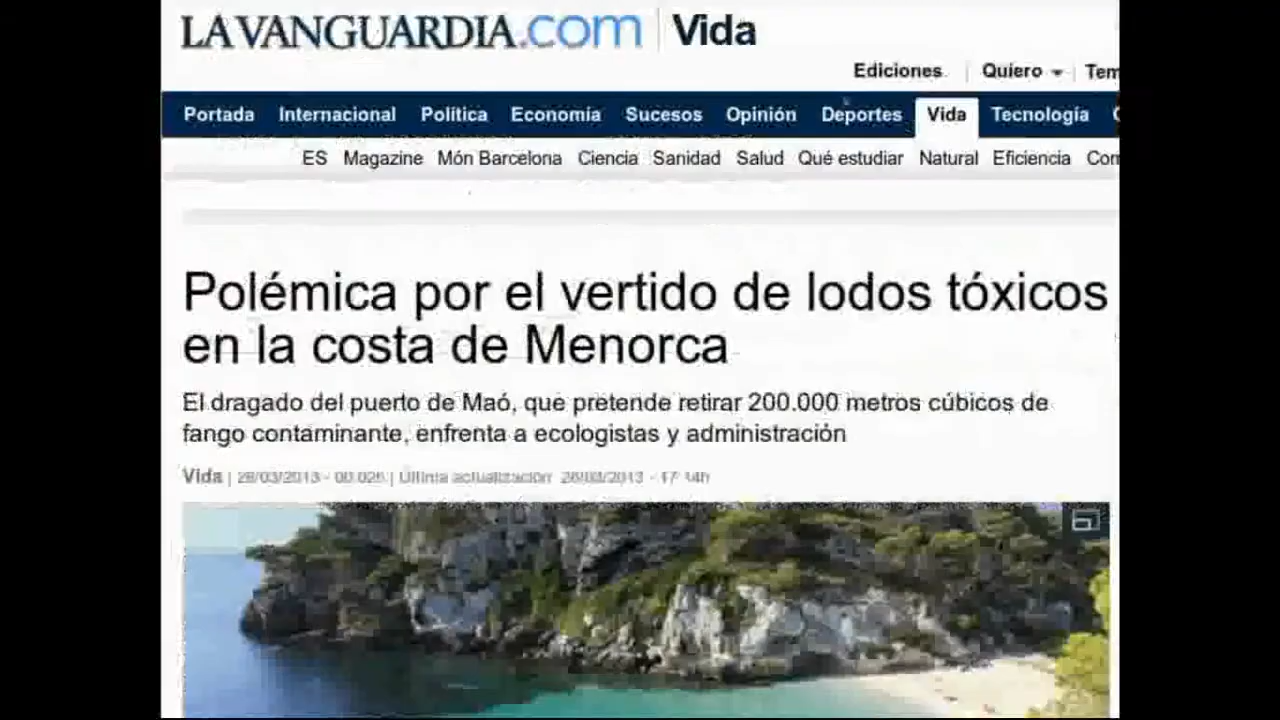 LAVANGUARDIA.com Vida
Ediciones Quiero
Portada Internacional Política Economía Sucesos Opinión Deportes Vida Tecnología
ES Magazine Món Barcelona Ciencia Sanidad Salud Qué estudiar Natural Eficiencia
Polémica por el vertido de lodos tóxicos
en la costa de Menorca
El dragado del puerto de Maó, que pretende retirar 200.000 metros cúbicos de
fango contaminante, enfrenta a ecologistas y administración
Vida | Última actualización